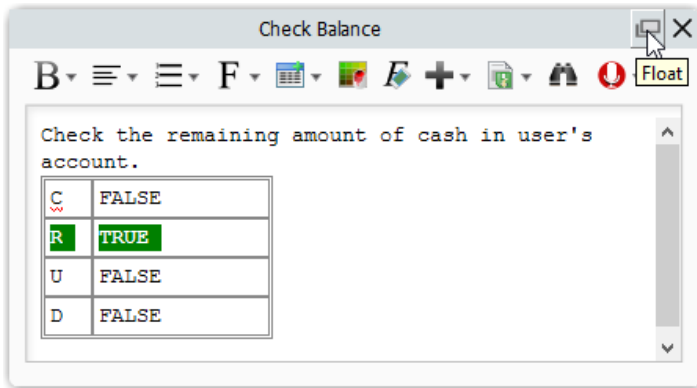 Check Balance
B F F
Float
Check the remaining amount of cash in user's
account.
C FALSE
R TRUE
U FALSE
D FALSE